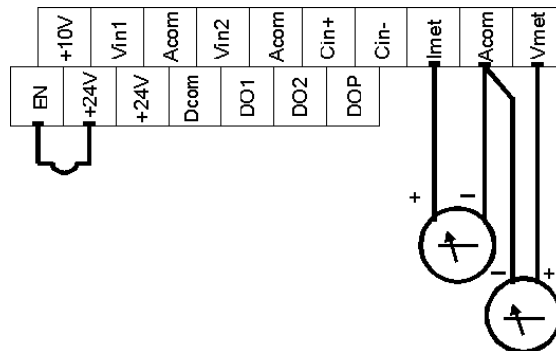 +10V Vin1 Acom Vin2 Acom Cin+ Cin- Imet Acom Vmet
EN +24V +24V Dcom DO1 DO2 DOP
+ − − +